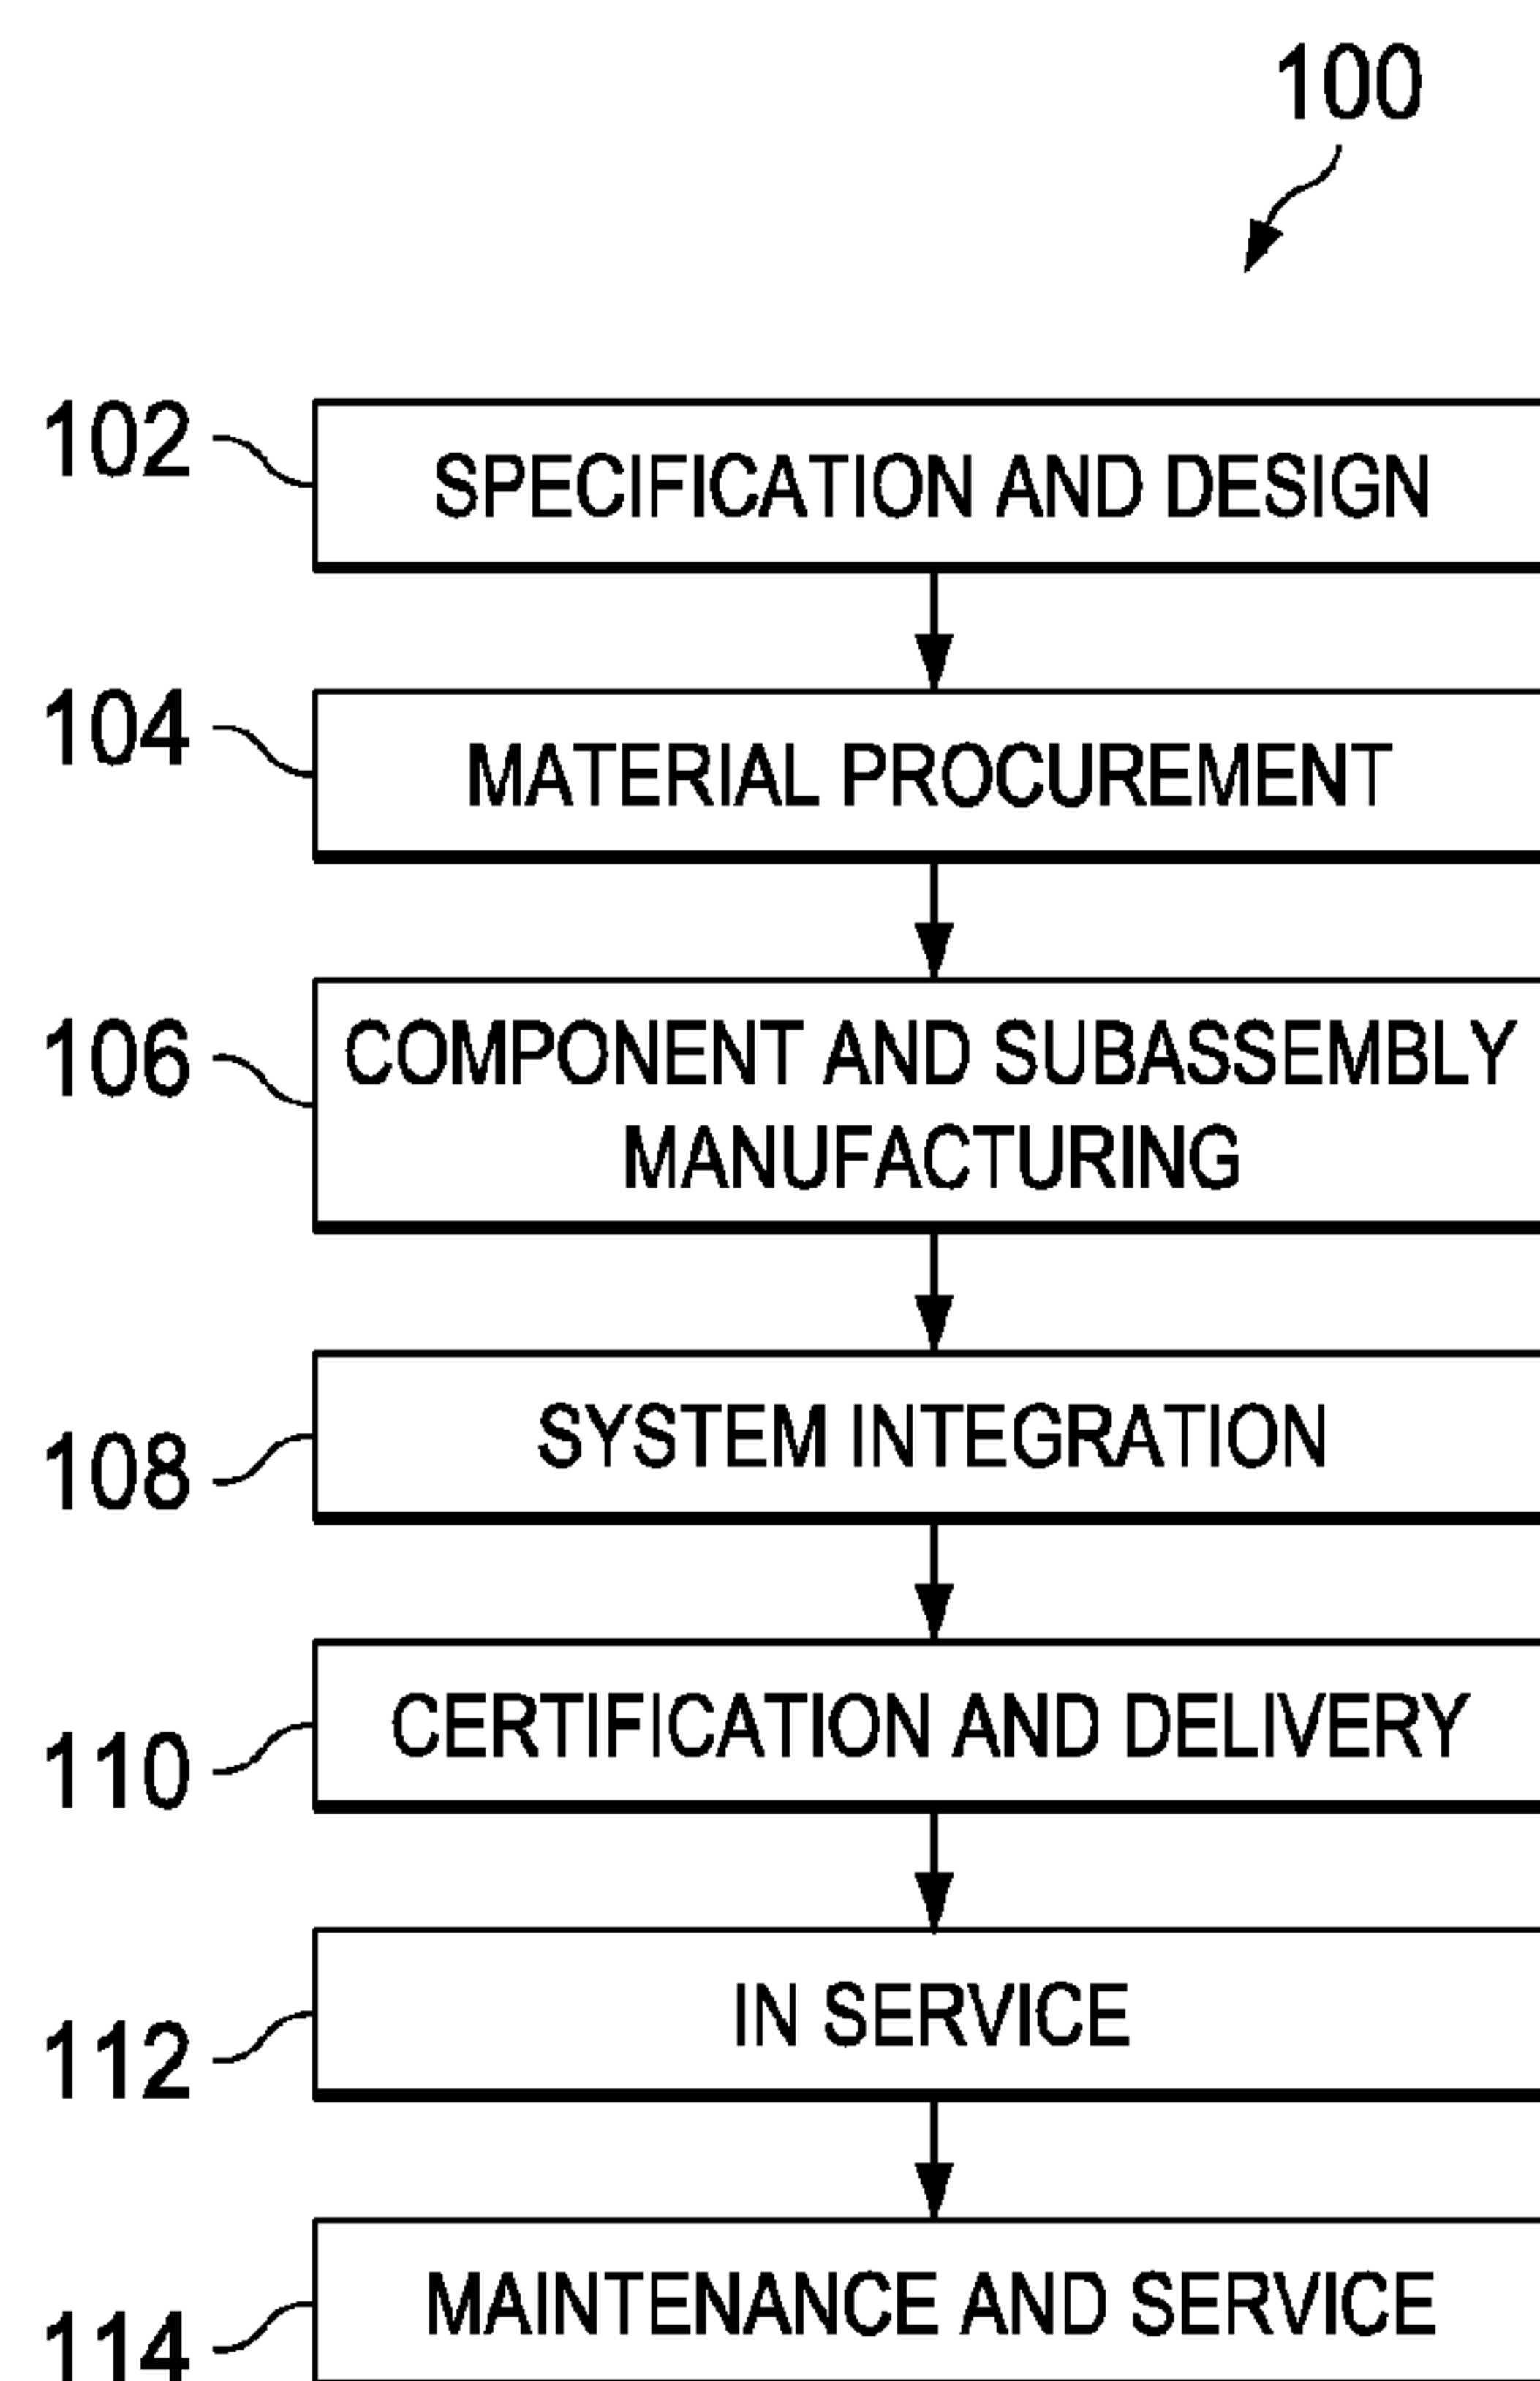 100
102 SPECIFICATION AND DESIGN
104 MATERIAL PROCUREMENT
106 COMPONENT AND SUBASSEMBLY
MANUFACTURING
108 SYSTEM INTEGRATION
110 CERTIFICATION AND DELIVERY
112 IN SERVICE
114 MAINTENANCE AND SERVICE